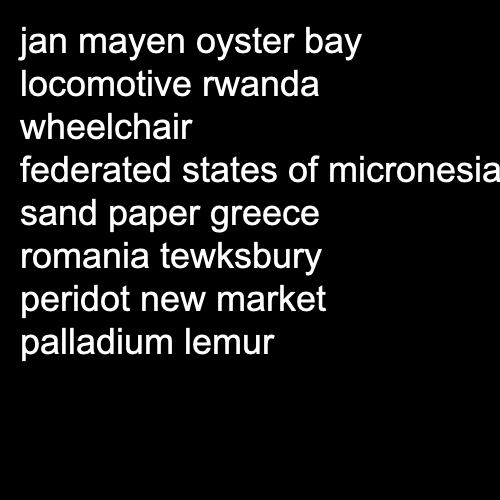 jan mayen oyster bay
locomotive rwanda
wheelchair
federated states of micronesia
sand paper greece
romania tewksbury
peridot new market
palladium lemur